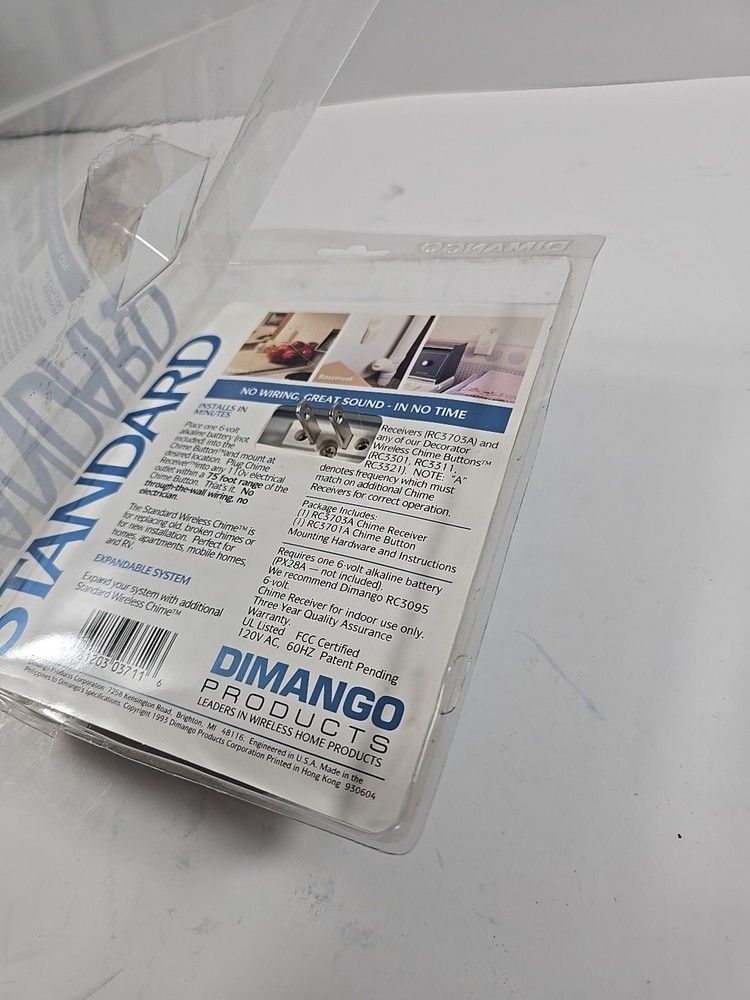 DIMANGO
STANDARD
Basement
NO WIRING, GREAT SOUND - IN NO TIME
INSTALLS IN
MINUTES
Place one 6-volt
alkaline battery (not
included) into the
Chime Button™ and mount at
desired location. Plug Chime
Receiver™ into any 110v electrical
outlet within a 75 foot range of the
Chime Button. That's it. No
through-the-wall wiring, no
electrician.
The Standard Wireless Chime™ is
for replacing old, broken chimes or
for new installation. Perfect for
homes, apartments, mobile homes,
and RV.
EXPANDABLE SYSTEM
Expand your system with additional
Standard Wireless Chime™
Receivers (RC3703A) and
any of our Decorator
Wireless Chime Buttons™
(RC3301, RC3311,
RC3321). NOTE: "A"
denotes frequency which must
match on additional Chime
Receivers for correct operation.
Package Includes:
(1) RC3703A Chime Receiver
(1) RC3701A Chime Button
Mounting Hardware and Instructions
Requires one 6-volt alkaline battery
(PX28A — not included).
We recommend Dimango RC3095
6-volt.
Chime Receiver for indoor use only.
Three Year Quality Assurance
Warranty.
UL Listed FCC Certified
120V AC, 60HZ Patent Pending
03711 6
DIMANGO
PRODUCTS
LEADERS IN WIRELESS HOME PRODUCTS
Dimango Products Corporation 7258 Kensington Road, Brighton, MI 48116. Engineered in U.S.A. Made in the
Philippines to Dimango's specifications. Copyright 1993 Dimango Products Corporation Printed in Hong Kong 930604